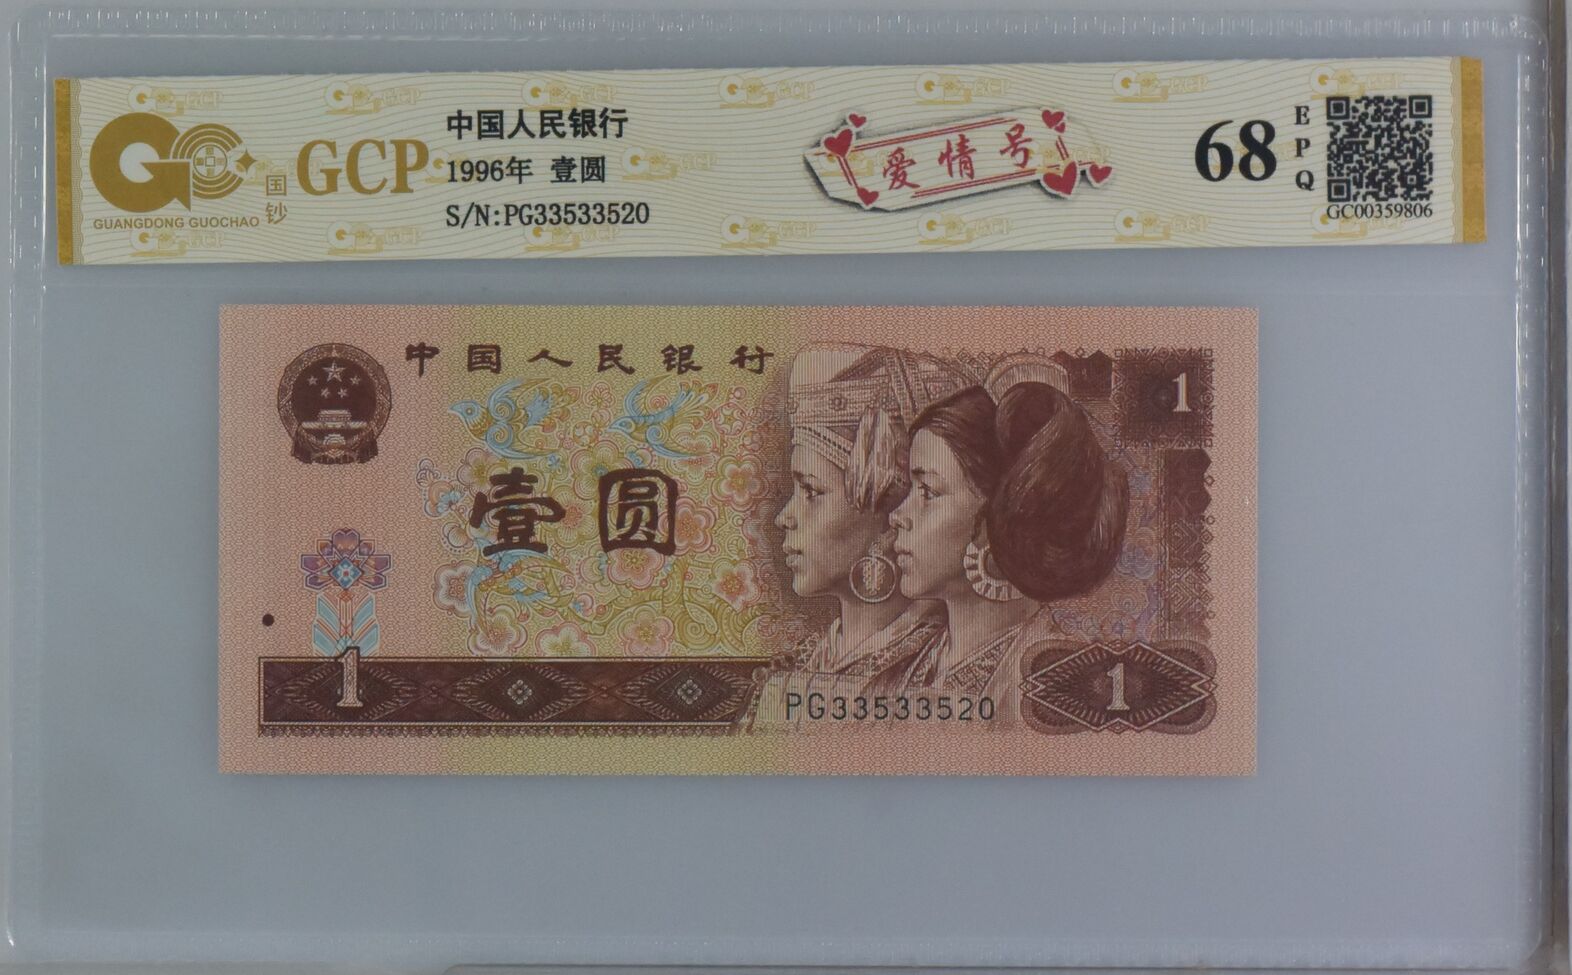 GCP
国钞
GUANGDONG GUOCHAO
中国人民银行
1996年 壹圆
S/N:PG33533520
爱情号
68
EPQ
GC00359806
中国人民银行
1
壹圆
1
PG33533520
1